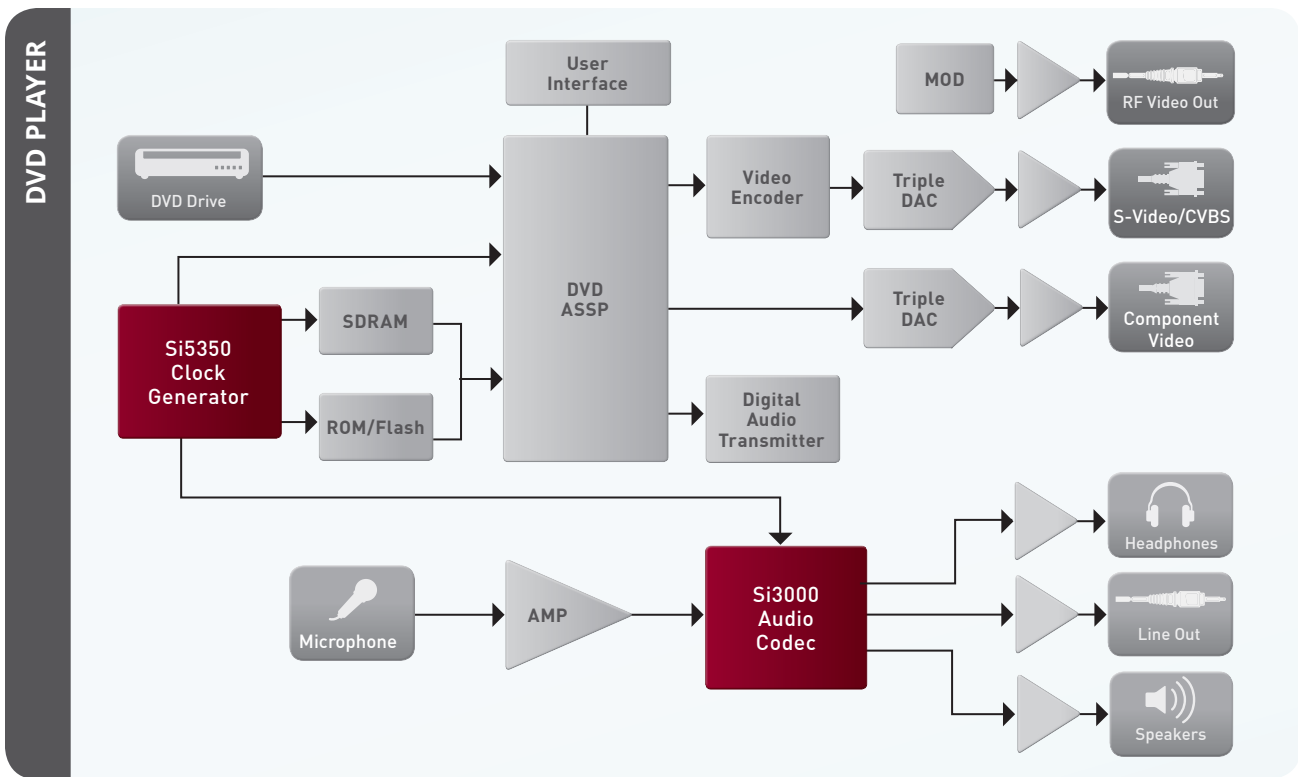 DVD PLAYER
User
Interface
MOD
RF Video Out
DVD Drive
Video
Encoder
Triple
DAC
S-Video/CVBS
DVD
ASSP
Triple
DAC
Component
Video
Si5350
Clock
Generator
SDRAM
ROM/Flash
Digital
Audio
Transmitter
Headphones
Microphone
AMP
Si3000
Audio
Codec
Line Out
Speakers